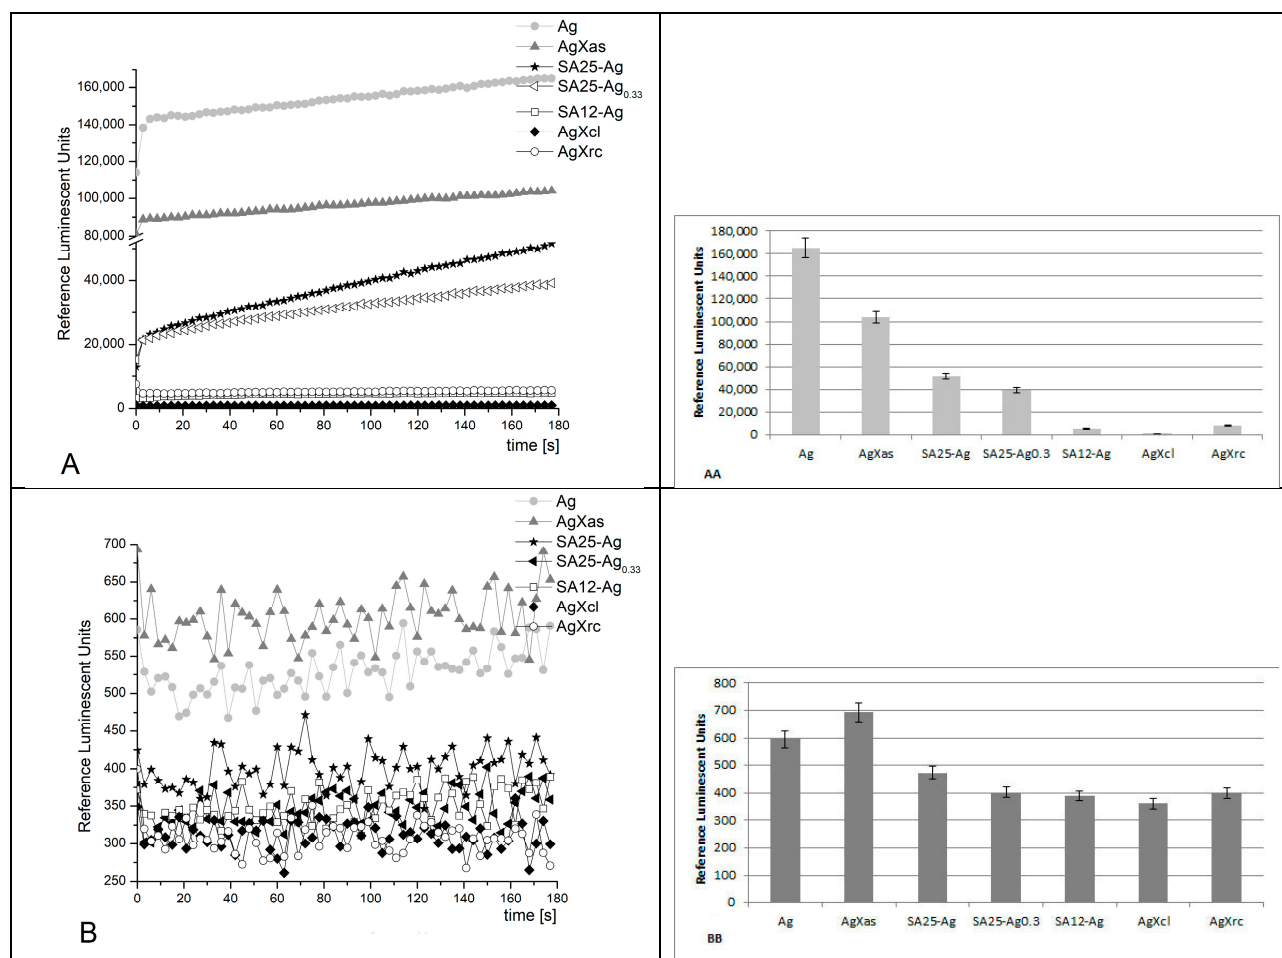 Ag
AgXas
SA25-Ag
SA25-Ag0.33
SA12-Ag
AgXcl
AgXrc
Reference Luminescent Units
160,000
140,000
120,000
100,000
80,000
40,000
20,000
0
0 20 40 60 80 100 120 140 160 180
time [s]
A
Reference Luminescent Units
180,000
160,000
140,000
120,000
100,000
80,000
60,000
40,000
20,000
0
Ag AgXas SA25-Ag SA25-Ag0.3 SA12-Ag AgXcl AgXrc
AA
Ag
AgXas
SA25-Ag
SA25-Ag0.33
SA12-Ag
AgXcl
AgXrc
Reference Luminescent Units
700
650
600
550
500
450
400
350
300
250
0 20 40 60 80 100 120 140 160 180
time [s]
B
Reference Luminescent Units
800
700
600
500
400
300
200
100
0
Ag AgXas SA25-Ag SA25-Ag0.3 SA12-Ag AgXcl AgXrc
BB